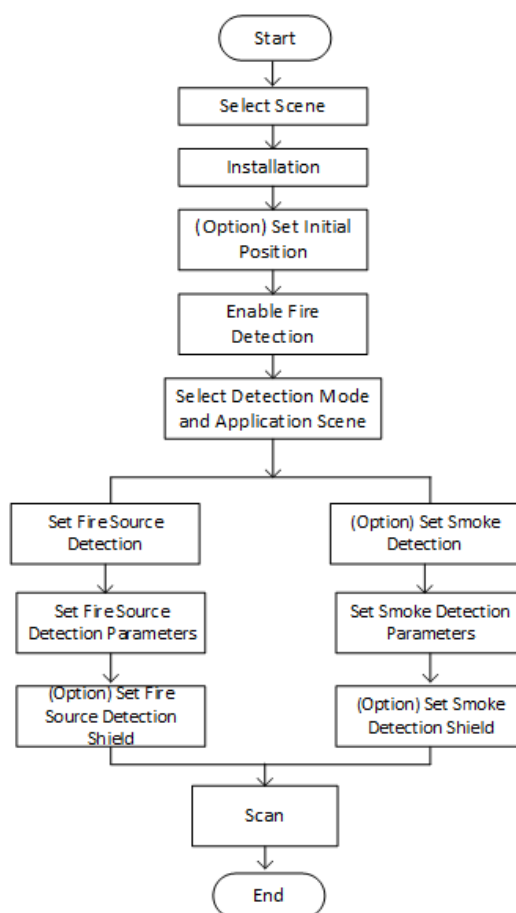 Start
Select Scene
Installation
(Option) Set Initial
Position
Enable Fire
Detection
Select Detection Mode
and Application Scene
Set Fire Source
Detection
Set Fire Source
Detection Parameters
(Option) Set Fire
Source Detection
Shield
(Option) Set Smoke
Detection
Set Smoke Detection
Parameters
(Option) Set Smoke
Detection Shield
Scan
End